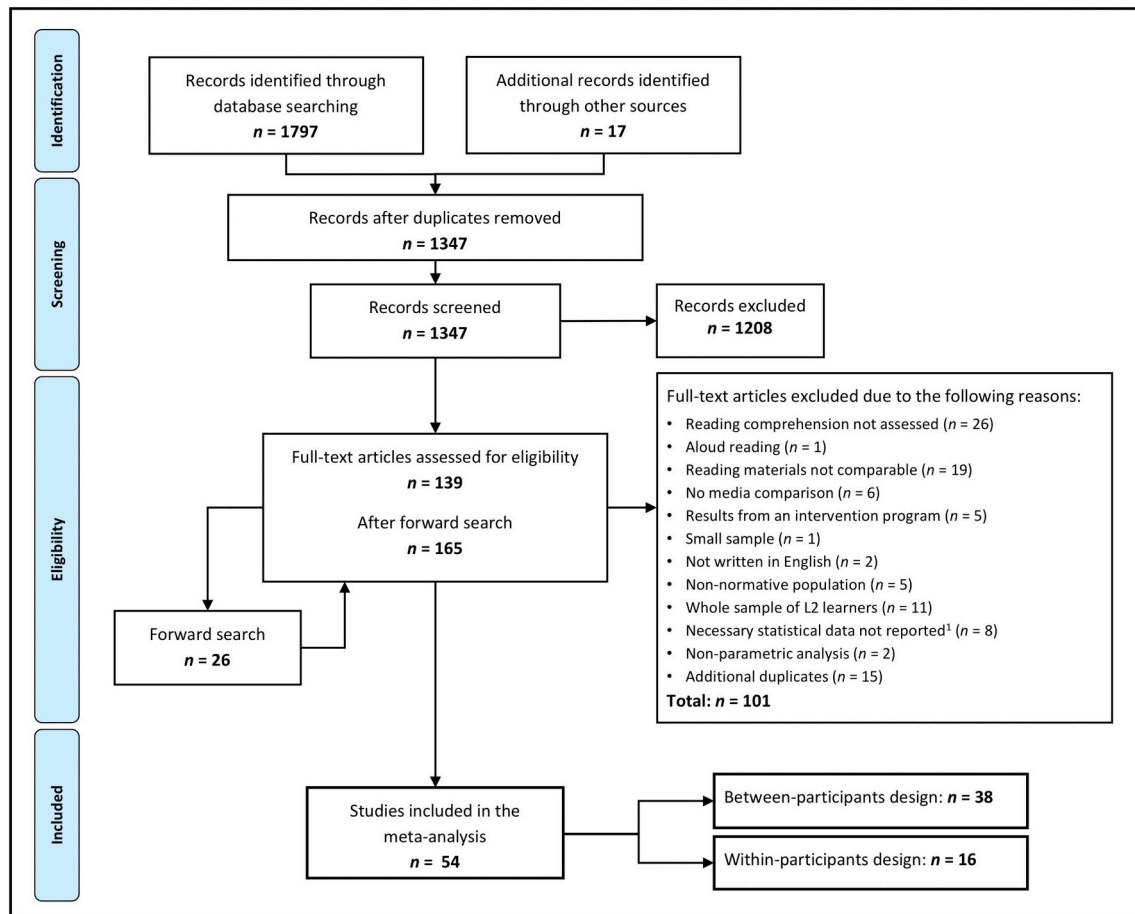 Identification
Records identified through
database searching
n = 1797
Additional records identified
through other sources
n = 17
Screening
Records after duplicates removed
n = 1347
Records screened
n = 1347
Records excluded
n = 1208
Eligibility
Full-text articles assessed for eligibility
n = 139
After forward search
n = 165
Forward search
n = 26
Full-text articles excluded due to the following reasons:
• Reading comprehension not assessed (n = 26)
• Aloud reading (n = 1)
• Reading materials not comparable (n = 19)
• No media comparison (n = 6)
• Results from an intervention program (n = 5)
• Small sample (n = 1)
• Not written in English (n = 2)
• Non-normative population (n = 5)
• Whole sample of L2 learners (n = 11)
• Necessary statistical data not reported¹ (n = 8)
• Non-parametric analysis (n = 2)
• Additional duplicates (n = 15)
Total: n = 101
Included
Studies included in the
meta-analysis
n = 54
Between-participants design: n = 38
Within-participants design: n = 16